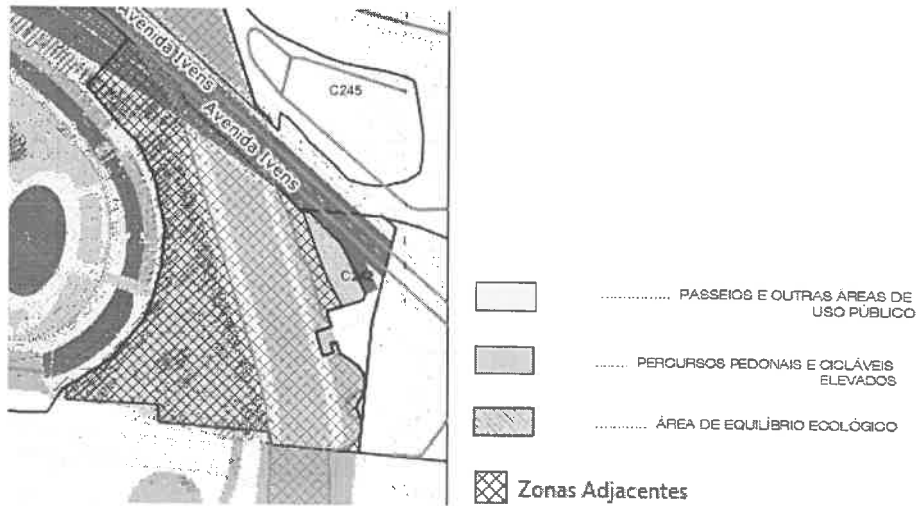 Avenida Ivens
Avenida Ivens
C245
............ PASSEIOS E OUTRAS ÁREAS DE
USO PÚBLICO
....... PERCURSOS PEDONAIS E CICLÁVEIS
ELEVADOS
............ ÁREA DE EQUILÍBRIO ECOLÓGICO
Zonas Adjacentes